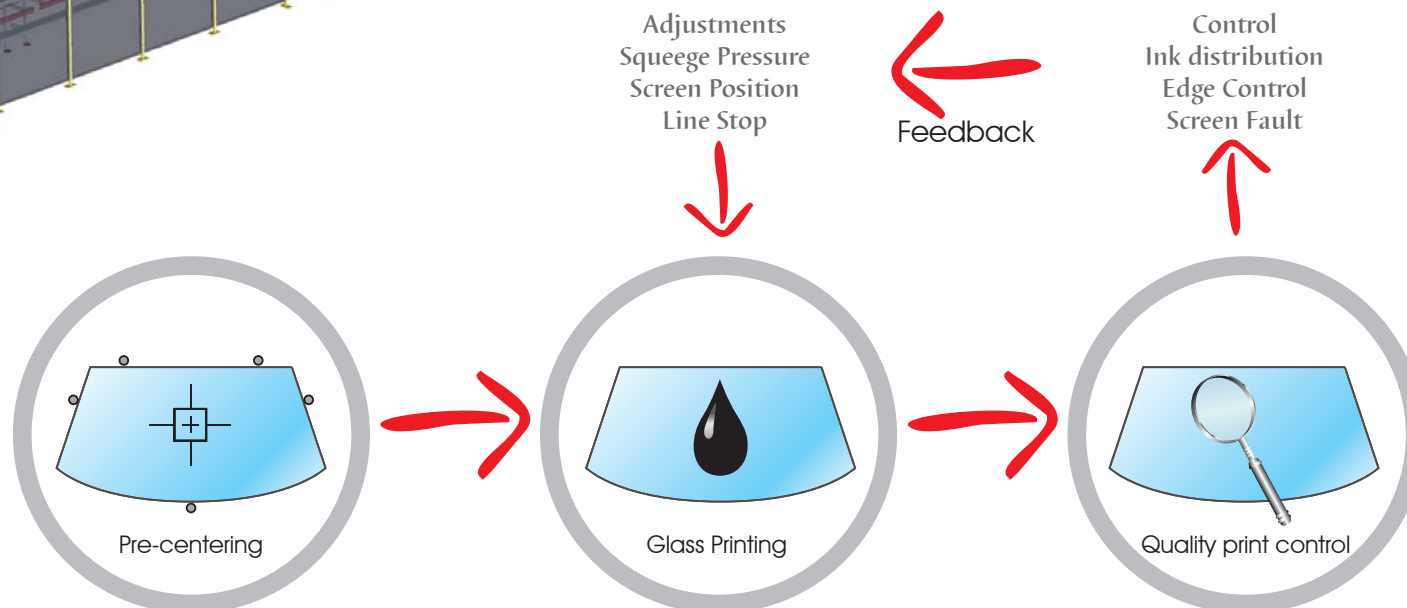 Adjustments
Squeege Pressure
Screen Position
Line Stop
Feedback
Control
Ink distribution
Edge Control
Screen Fault
Pre-centering
Glass Printing
Quality print control